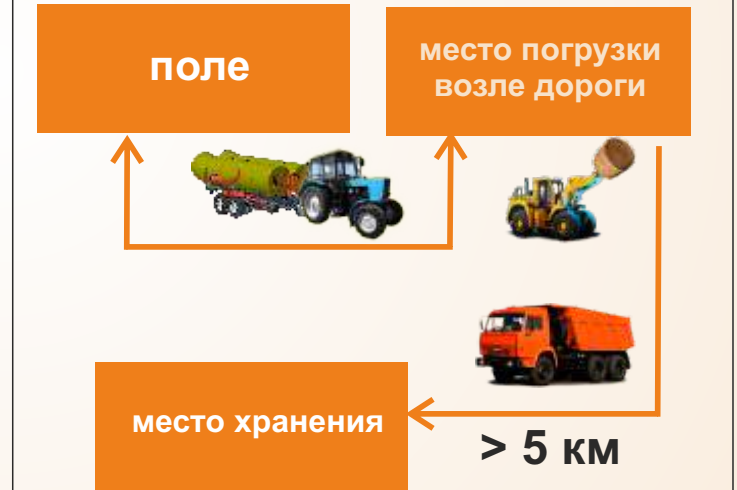 поле
место погрузки
возле дороги
место хранения
> 5 км